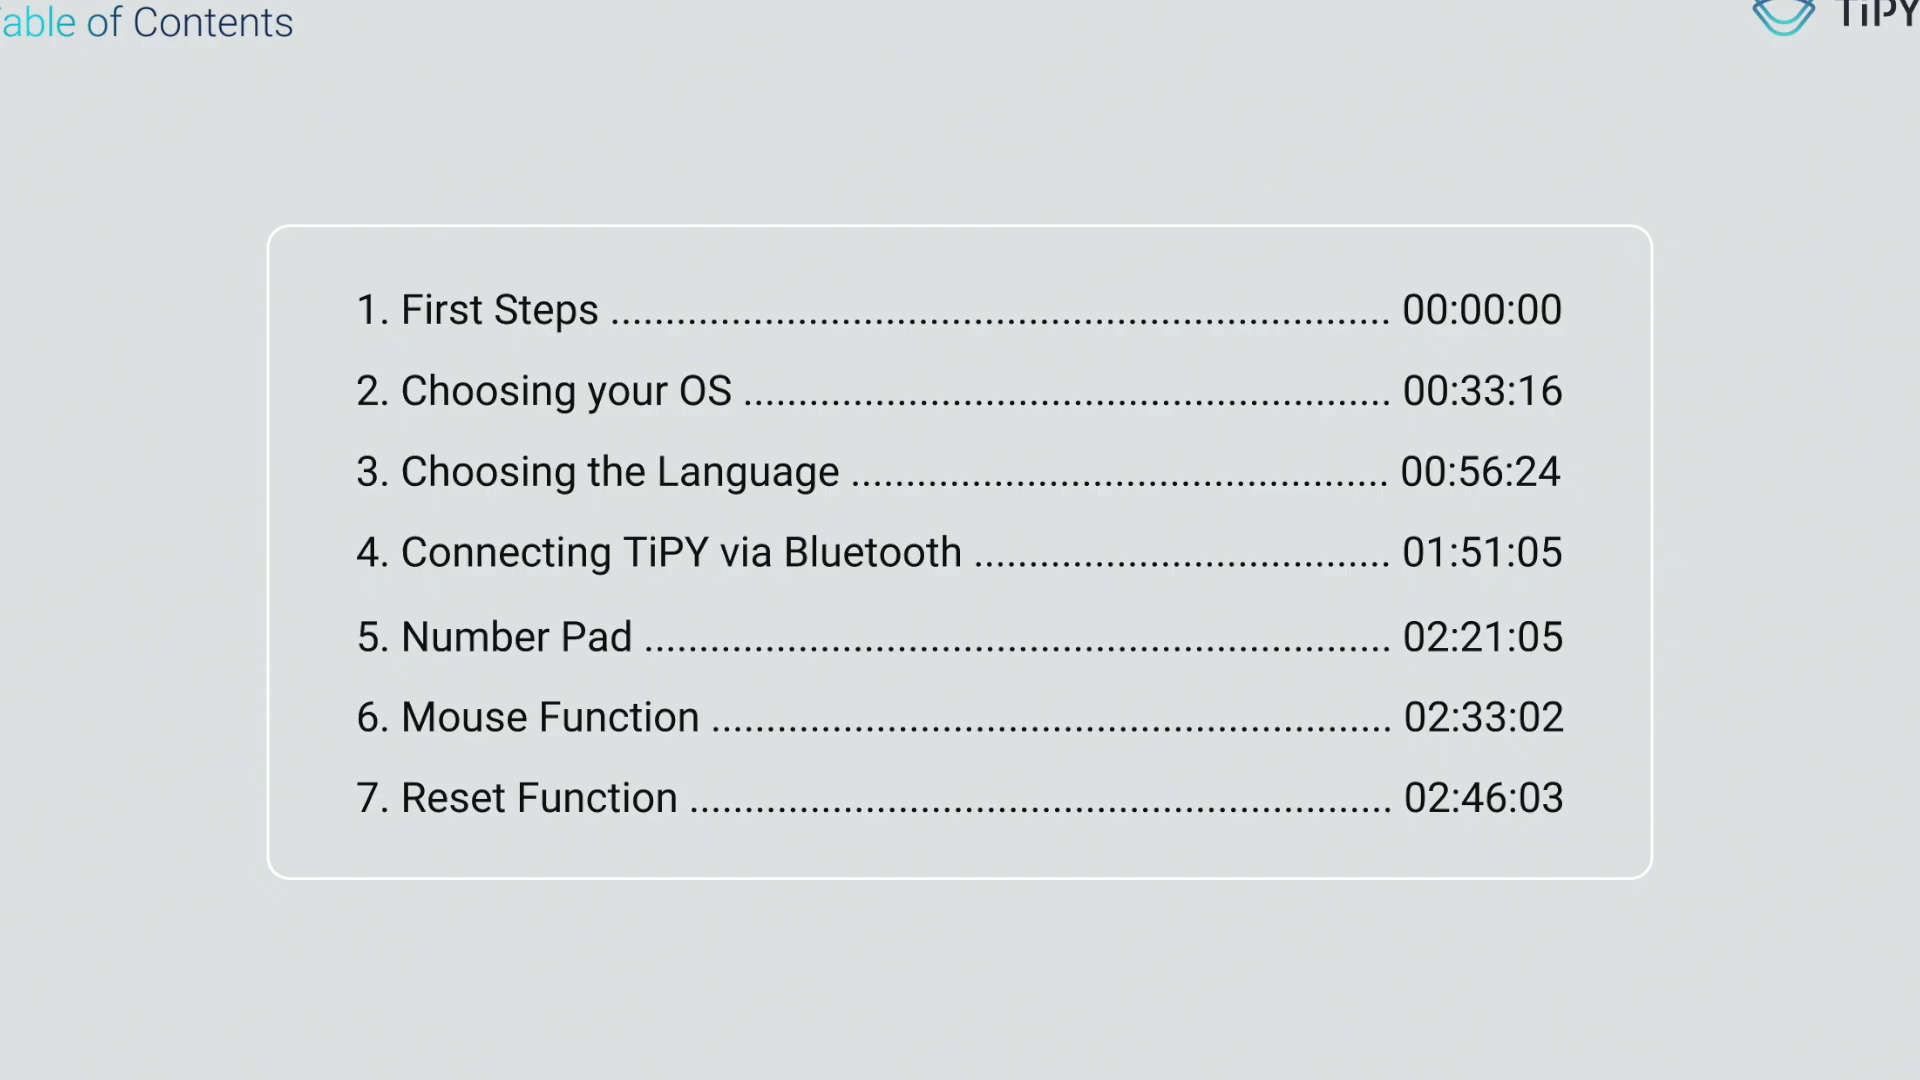 able of Contents
TiPY
1. First Steps ........................................................................ 00:00:00
2. Choosing your OS ............................................................ 00:33:16
3. Choosing the Language .................................................. 00:56:24
4. Connecting TiPY via Bluetooth ...................................... 01:51:05
5. Number Pad ..................................................................... 02:21:05
6. Mouse Function ............................................................... 02:33:02
7. Reset Function ................................................................. 02:46:03